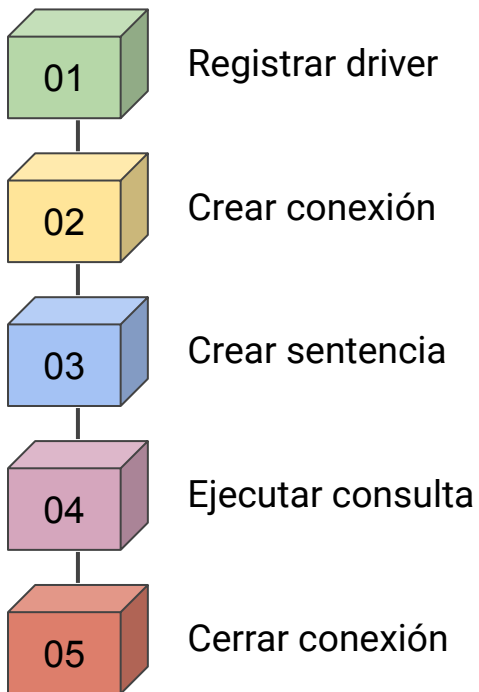 01 Registrar driver
02 Crear conexión
03 Crear sentencia
04 Ejecutar consulta
05 Cerrar conexión